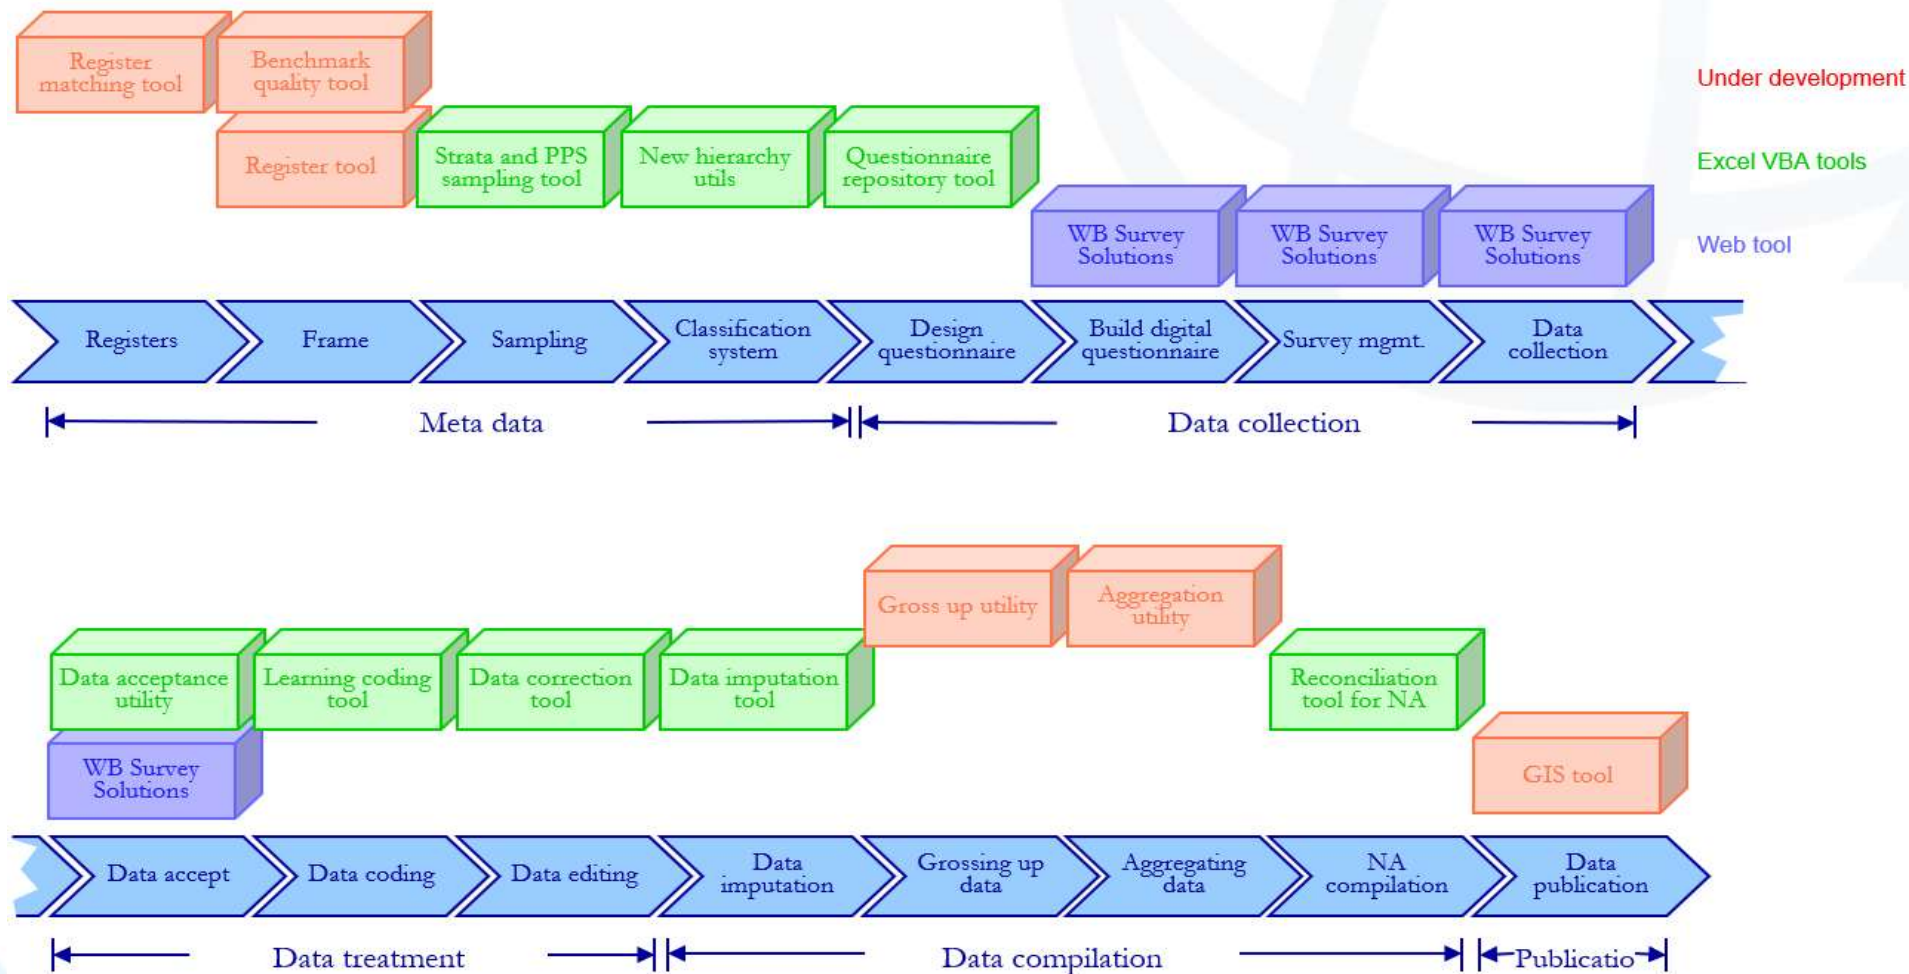 Register
matching tool
Benchmark
quality tool
Under development
Register tool
Strata and PPS
sampling tool
New hierarchy
utils
Questionnaire
repository tool
Excel VBA tools
WB Survey
Solutions
WB Survey
Solutions
WB Survey
Solutions
Web tool
Registers
Frame
Sampling
Classification
system
Design
questionnaire
Build digital
questionnaire
Survey mgmt.
Data
collection
Meta data
Data collection
Gross up utility
Aggregation
utility
Data acceptance
utility
Learning coding
tool
Data correction
tool
Data imputation
tool
Reconciliation
tool for NA
WB Survey
Solutions
GIS tool
Data accept
Data coding
Data editing
Data
imputation
Grossing up
data
Aggregating
data
NA
compilation
Data
publication
Data treatment
Data compilation
Publicatio